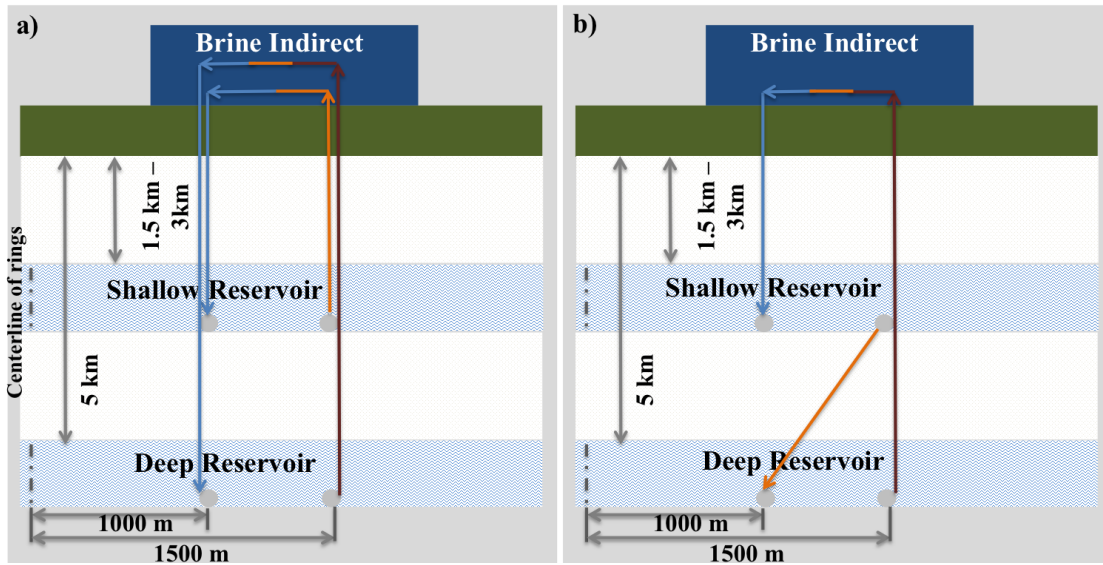 a)
Brine Indirect
1.5 km –
3km
Centerline of rings
Shallow Reservoir
5 km
Deep Reservoir
1000 m
1500 m
b)
Brine Indirect
1.5 km –
3km
Shallow Reservoir
5 km
Deep Reservoir
1000 m
1500 m